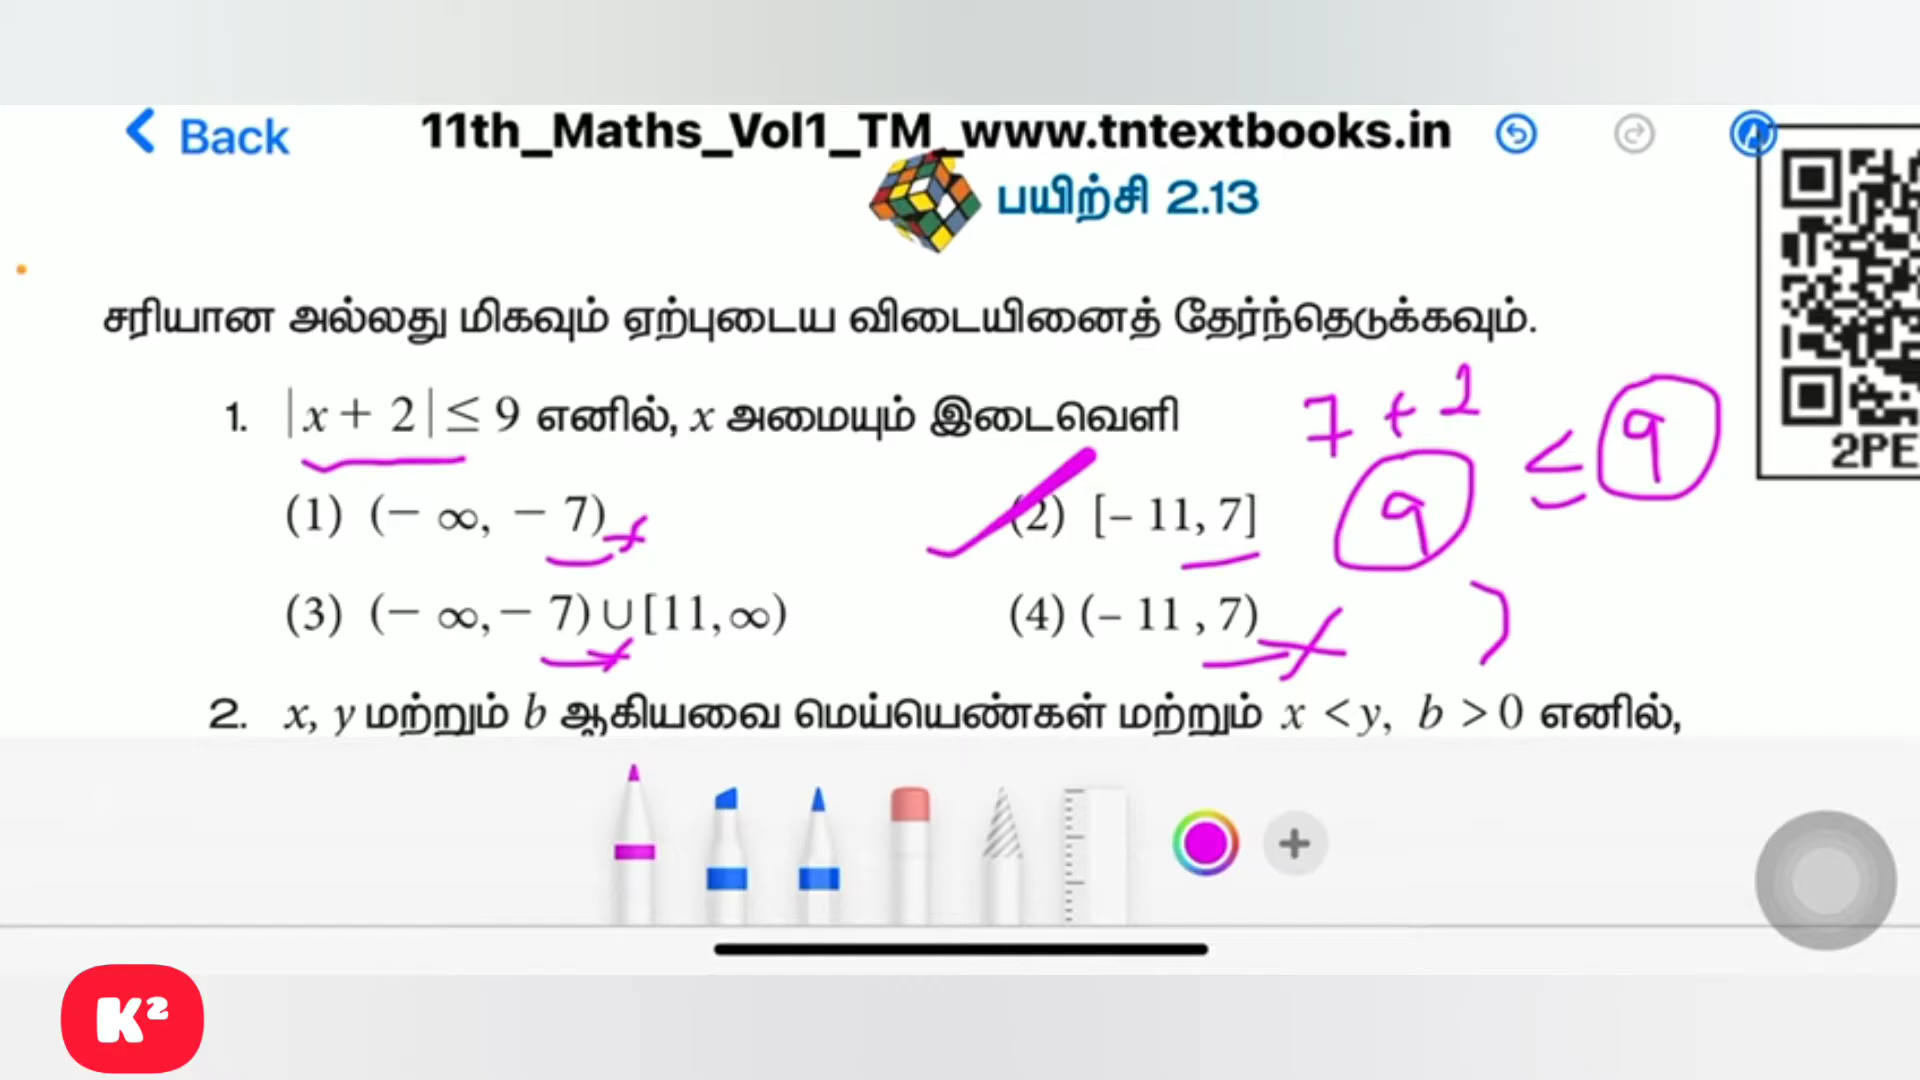 Back 11th_Maths_Vol1_TM_www.tntextbooks.in
பயிற்சி 2.13
சரியான அல்லது மிகவும் ஏற்புடைய விடையினைத் தேர்ந்தெடுக்கவும்.
1. |x + 2| ≤ 9 எனில், x அமையும் இடைவெளி
7 + 2
9 ≤ 9
(1) (− ∞, − 7) (2) [− 11, 7]
(3) (− ∞, − 7) ∪ [11, ∞) (4) (− 11 , 7)
)
2. x, y மற்றும் b ஆகியவை மெய்யெண்கள் மற்றும் x < y, b > 0 எனில்,
2PE
K²